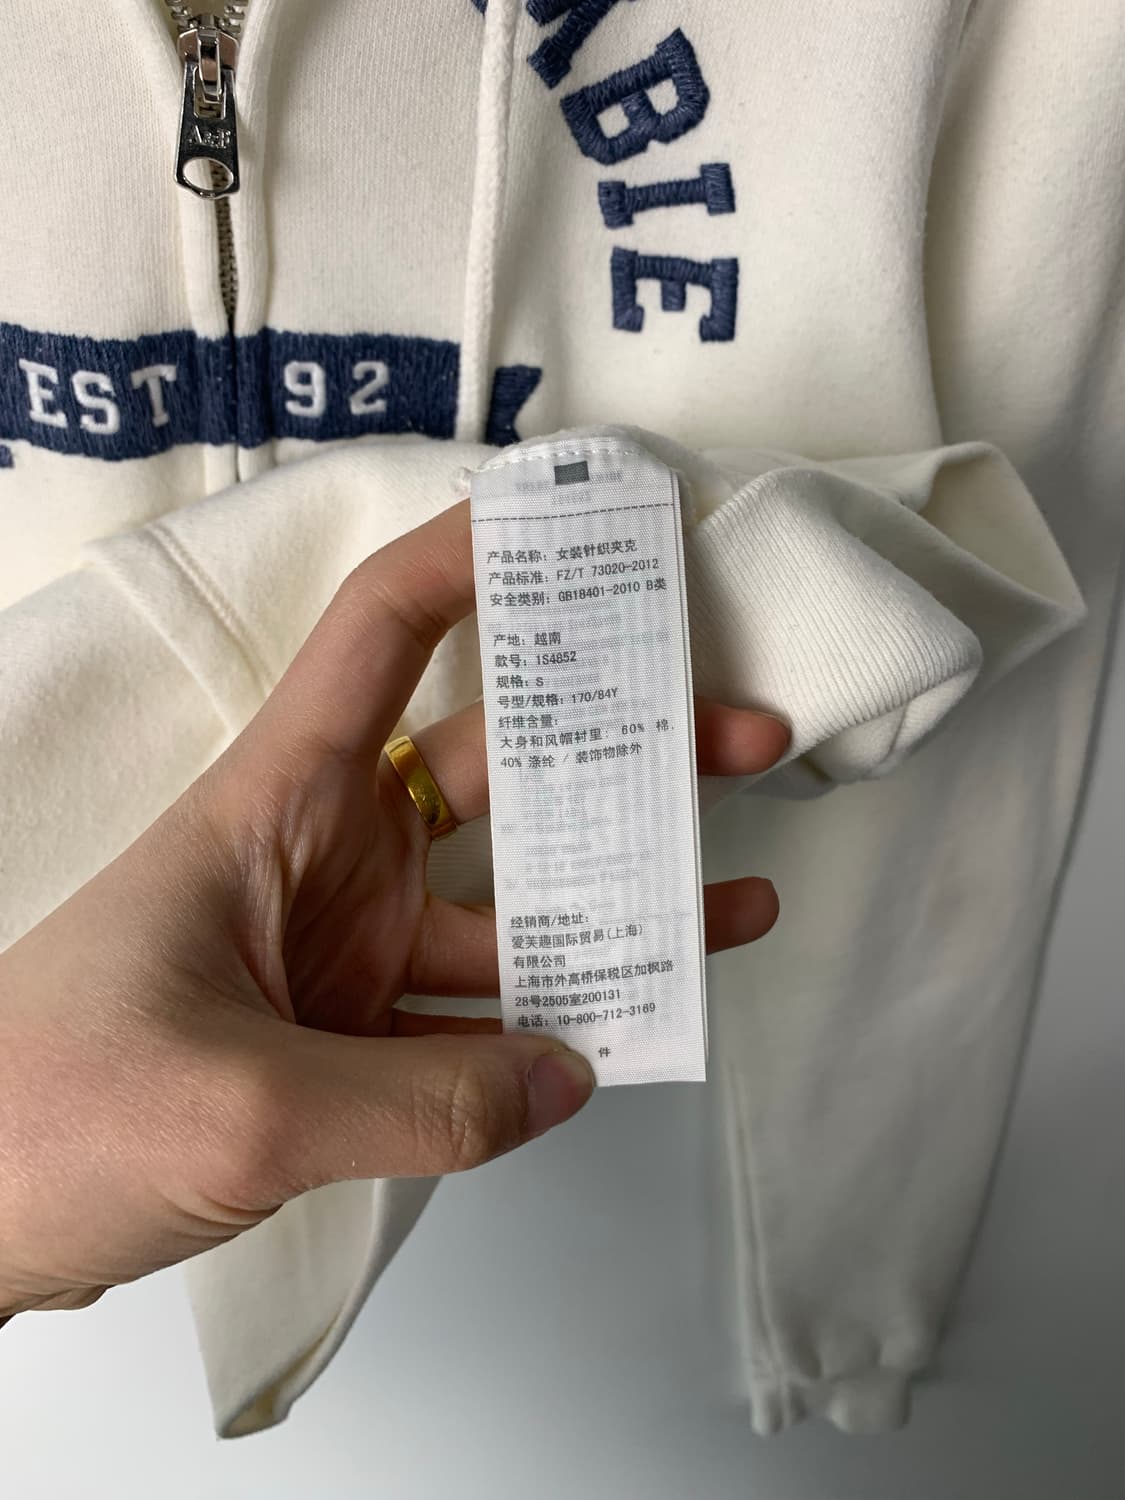 A&F
RBIE
EST 92
产品名称: 女装针织夹克
产品标准: FZ/T 73020-2012
安全类别: GB18401-2010 B类
产地: 越南
款号: 1S4852
规格: S
号型/规格: 170/84Y
纤维含量:
大身和风帽衬里: 60% 棉,
40% 涤纶 / 装饰物除外
经销商/地址:
爱芙趣国际贸易(上海)
有限公司
上海市外高桥保税区加枫路
28号2505室200131
电话: 10-800-712-3169
件